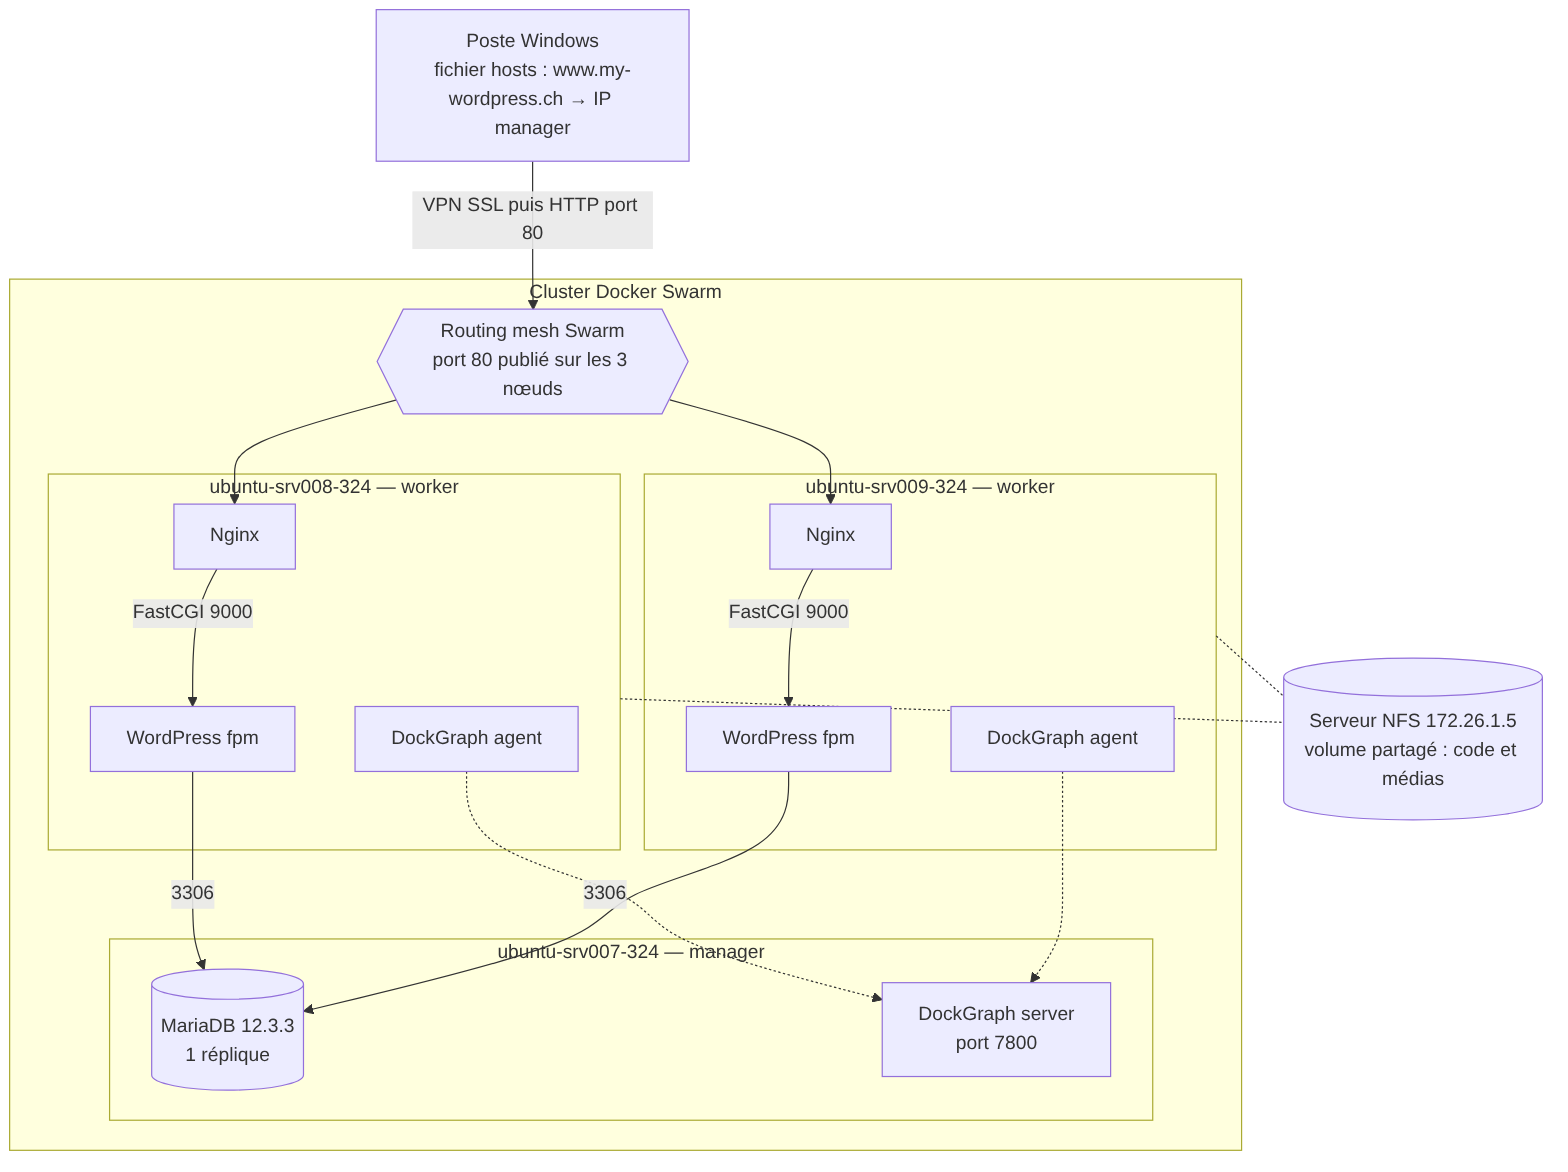 Poste Windows
fichier hosts : www.my-
wordpress.ch → IP
manager
VPN SSL puis HTTP port
80
Cluster Docker Swarm
Routing mesh Swarm
port 80 publié sur les 3
nœuds
ubuntu-srv008-324 — worker
ubuntu-srv009-324 — worker
Nginx
Nginx
FastCGI 9000
FastCGI 9000
WordPress fpm
DockGraph agent
WordPress fpm
DockGraph agent
Serveur NFS 172.26.1.5
volume partagé : code et
médias
3306
3306
ubuntu-srv007-324 — manager
MariaDB 12.3.3
1 réplique
DockGraph server
port 7800